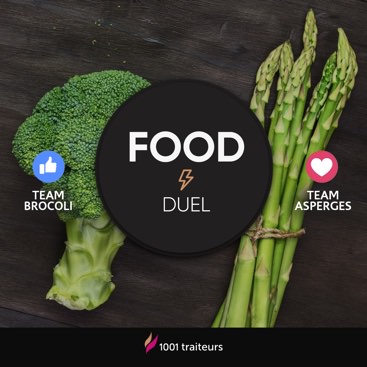 FOOD
DUEL
TEAM
BROCOLI
TEAM
ASPERGES
1001 traiteurs